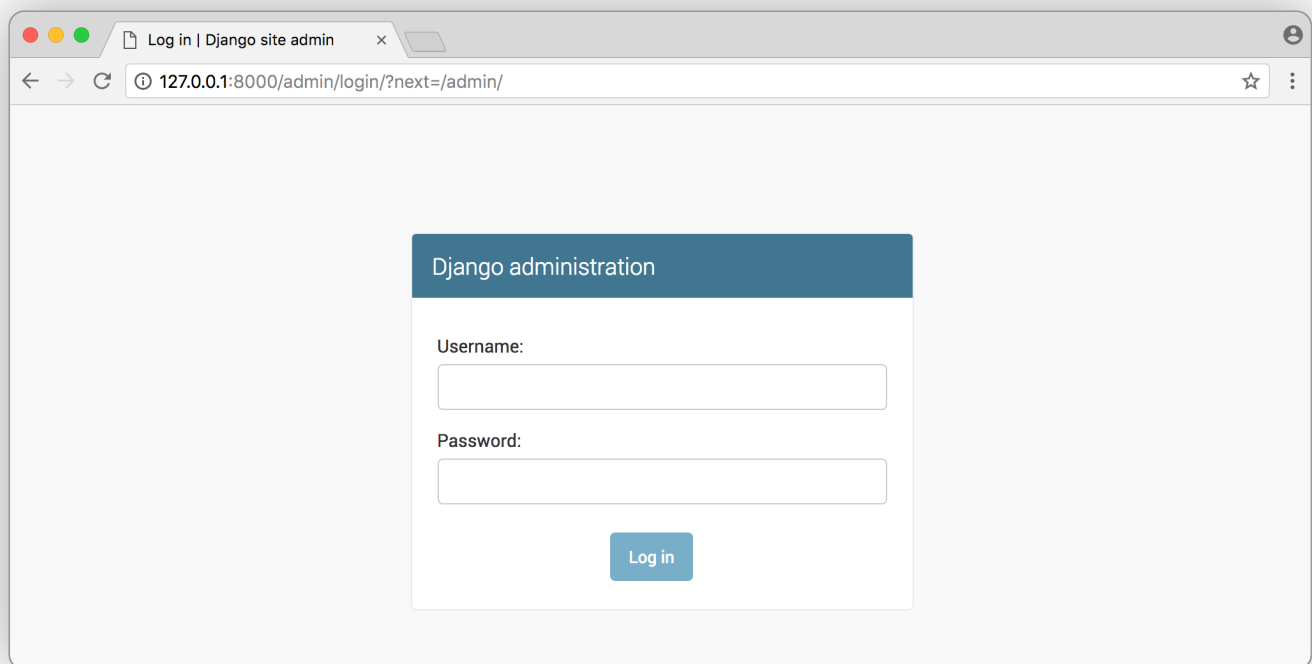 Log in | Django site admin
127.0.0.1:8000/admin/login/?next=/admin/
Django administration
Username:
Password:
Log in